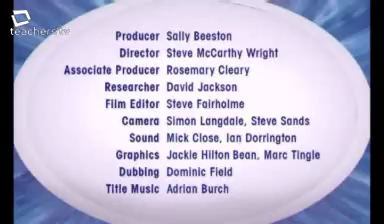 teachersitv
Producer Sally Beeston
Director Steve McCarthy Wright
Associate Producer Rosemary Cleary
Researcher David Jackson
Film Editor Steve Fairholme
Camera Simon Langdale, Steve Sands
Sound Mick Close, Ian Dorrington
Graphics Jackie Hilton Bean, Marc Tingle
Dubbing Dominic Field
Title Music Adrian Burch